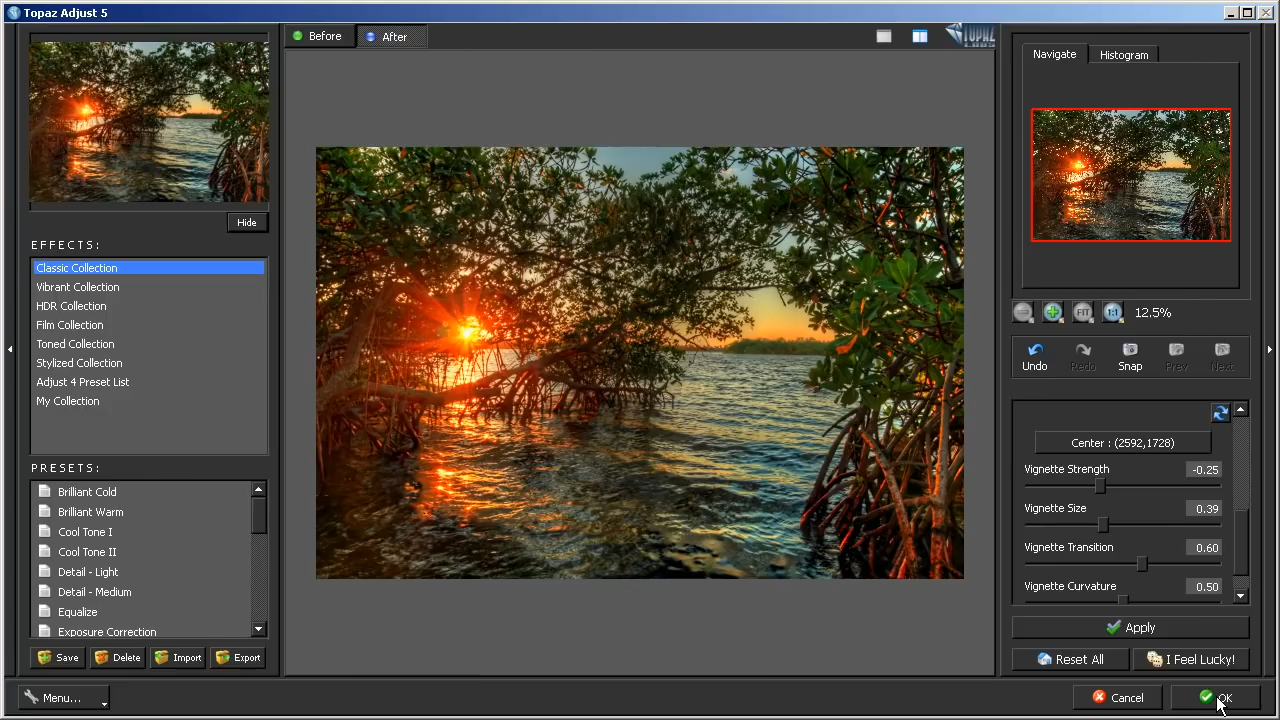 Topaz Adjust 5
Before
After
TOPAZ
Navigate
Histogram
Hide
EFFECTS:
Classic Collection
Vibrant Collection
HDR Collection
Film Collection
Toned Collection
Stylized Collection
Adjust 4 Preset List
My Collection
PRESETS:
Brilliant Cold
Brilliant Warm
Cool Tone I
Cool Tone II
Detail - Light
Detail - Medium
Equalize
Exposure Correction
Save
Delete
Import
Export
FIT
1:1
12.5%
Undo
Redo
Snap
Prev
Next
Center : (2592,1728)
Vignette Strength -0.25
Vignette Size 0.39
Vignette Transition 0.60
Vignette Curvature 0.50
Apply
Reset All
I Feel Lucky!
Menu...
Cancel
OK